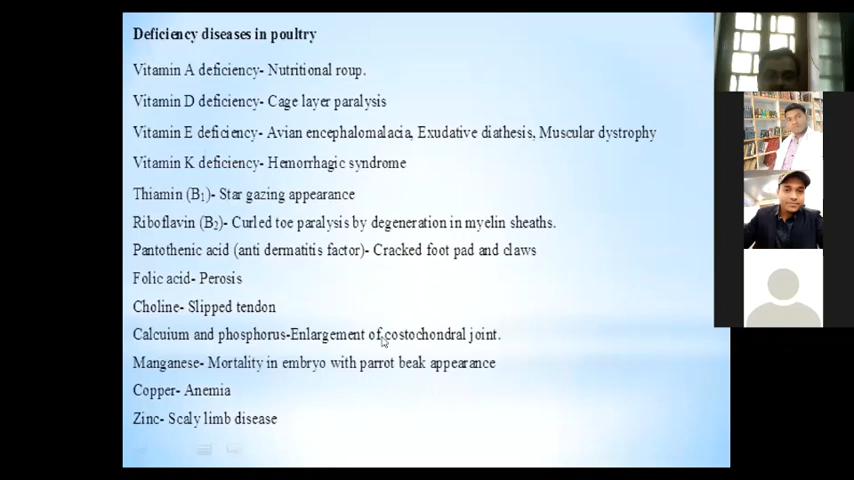 Deficiency diseases in poultry
Vitamin A deficiency- Nutritional roup.
Vitamin D deficiency- Cage layer paralysis
Vitamin E deficiency- Avian encephalomalacia, Exudative diathesis, Muscular dystrophy
Vitamin K deficiency- Hemorrhagic syndrome
Thiamin (B₁)- Star gazing appearance
Riboflavin (B₂)- Curled toe paralysis by degeneration in myelin sheaths.
Pantothenic acid (anti dermatitis factor)- Cracked foot pad and claws
Folic acid- Perosis
Choline- Slipped tendon
Calcuium and phosphorus-Enlargement of costochondral joint.
Manganese- Mortality in embryo with parrot beak appearance
Copper- Anemia
Zinc- Scaly limb disease